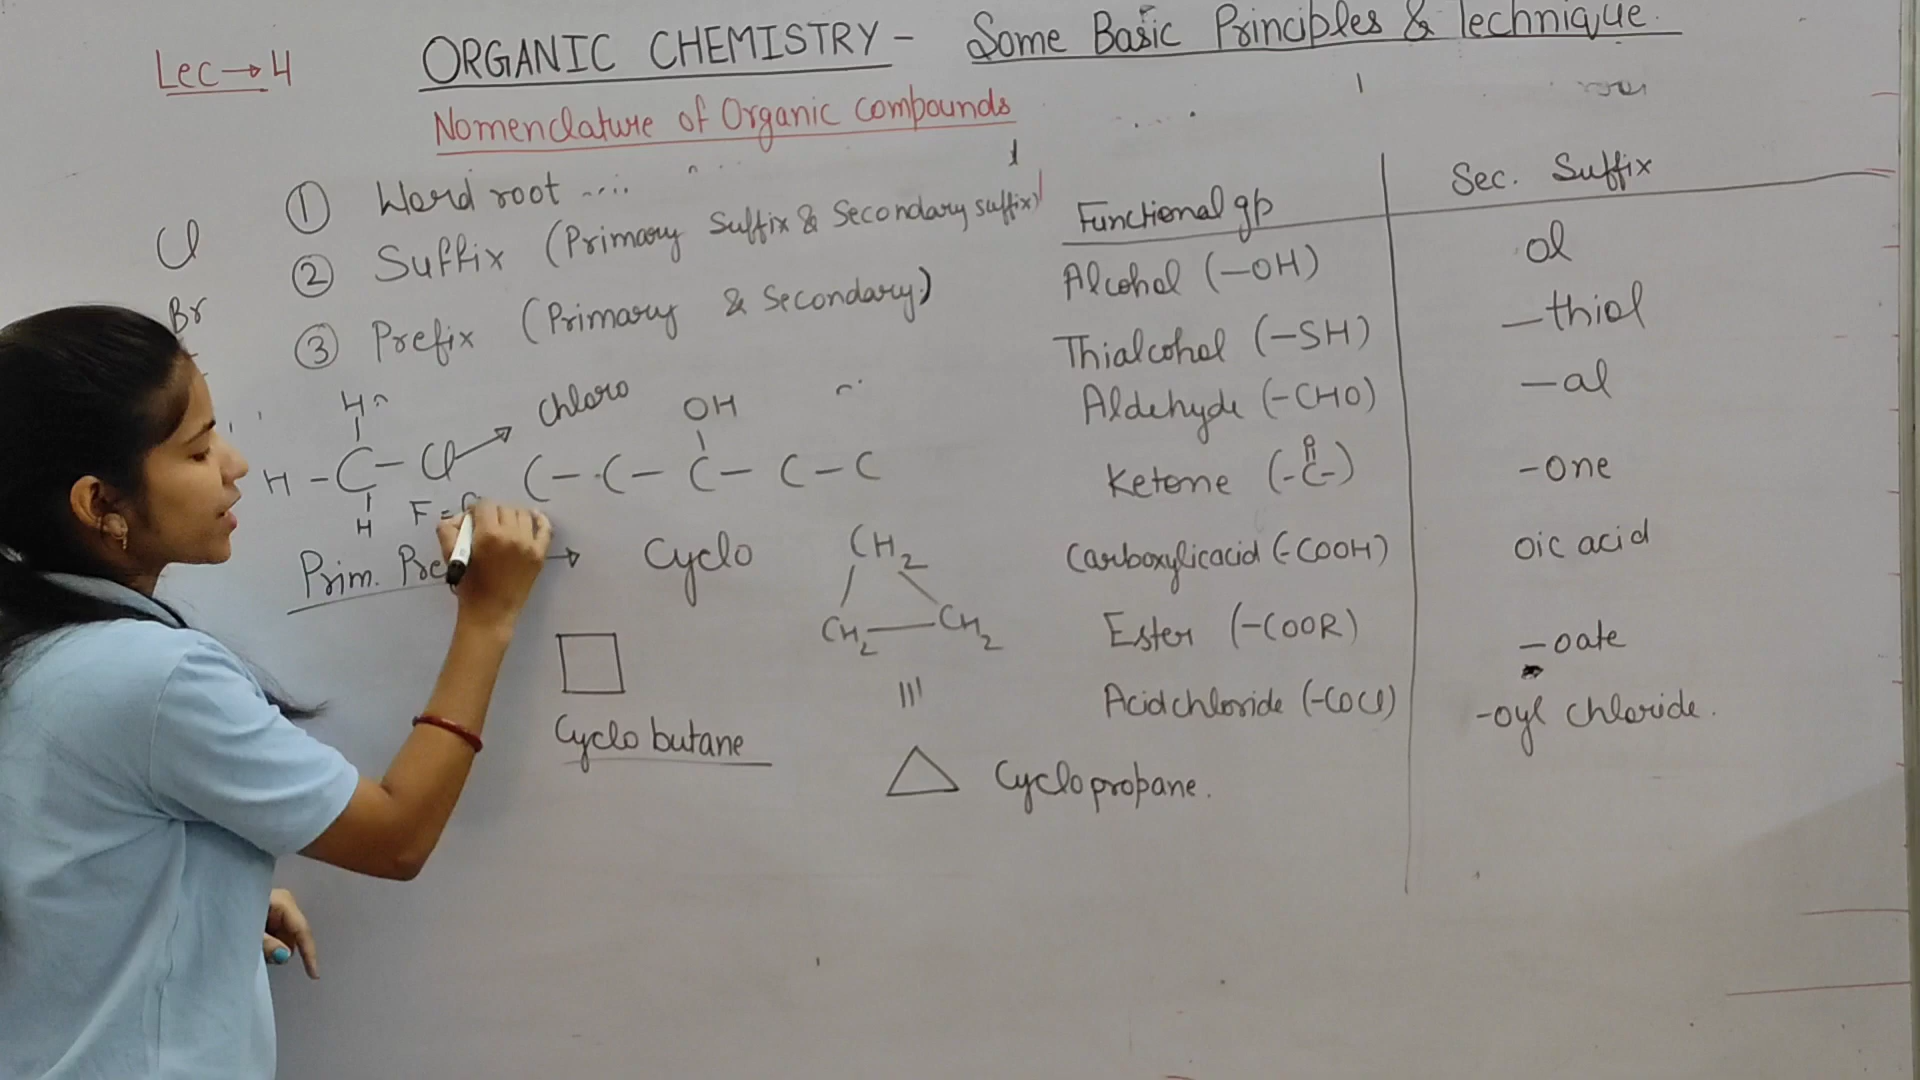 Lec → 4
ORGANIC CHEMISTRY - Some Basic Principles & Technique.
Nomenclature of Organic compounds
① Word root ....
② Suffix (Primary Suffix & Secondary suffix)
③ Prefix (Primary & Secondary)
Cl
Br
H
H - C - Cl → chloro
H
F =
OH
C - C - C - C - C
Prim. Pre → Cyclo
CH2
CH2 — CH2
Cyclobutane
Cyclopropane.
Functional gp Sec. Suffix
Alcohol (-OH) ol
Thialcohol (-SH) -thiol
Aldehyde (-CHO) -al
Ketone (-C-) -one
Carboxylicacid (-COOH) oic acid
Ester (-COOR) -oate
Acidchloride (-COCl) -oyl chloride.